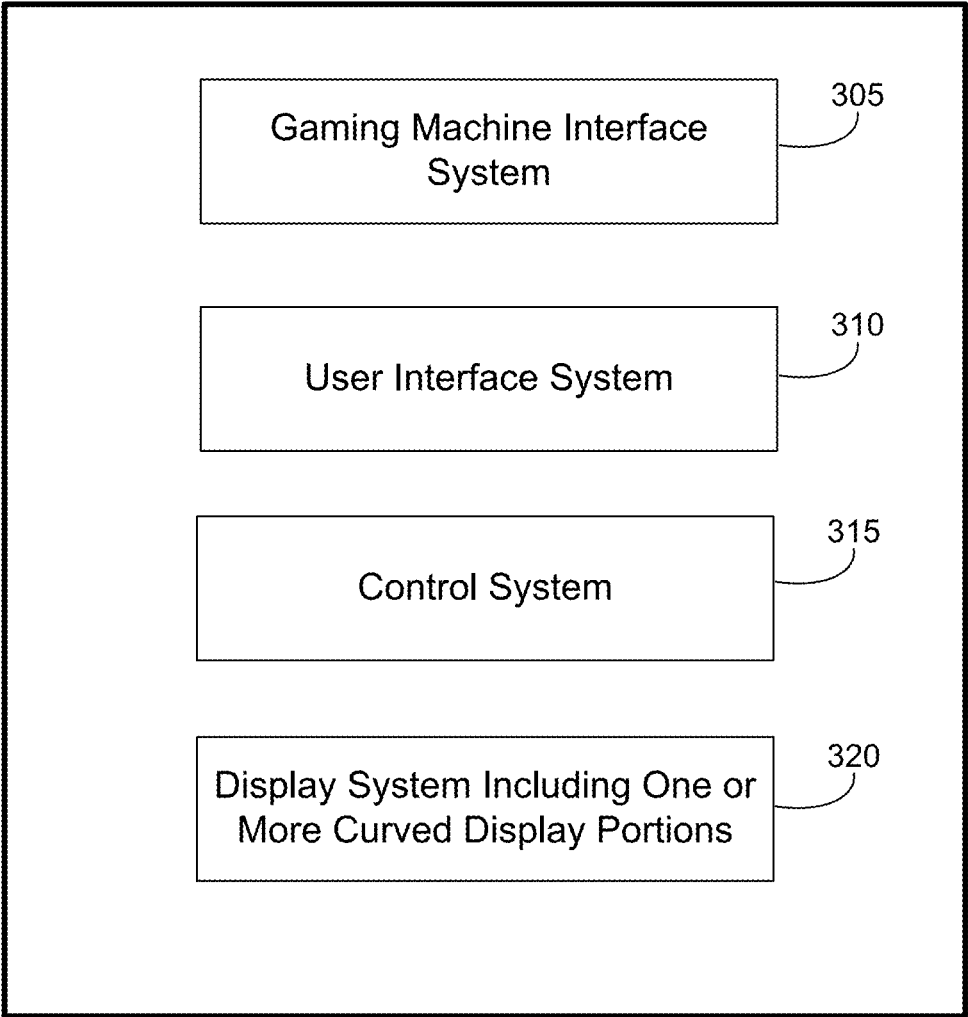 305
Gaming Machine Interface
System
310
User Interface System
315
Control System
320
Display System Including One or
More Curved Display Portions